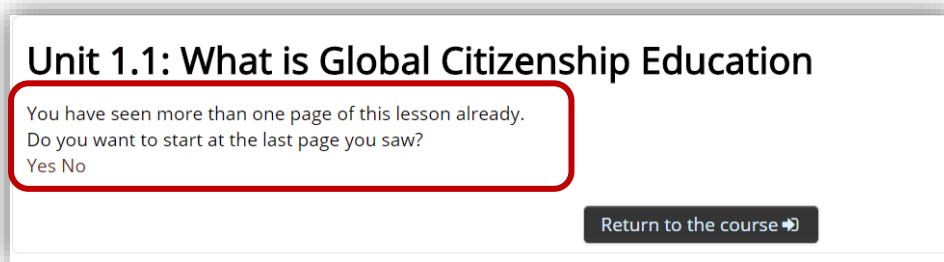 Unit 1.1: What is Global Citizenship Education
You have seen more than one page of this lesson already.
Do you want to start at the last page you saw?
Yes No
Return to the course